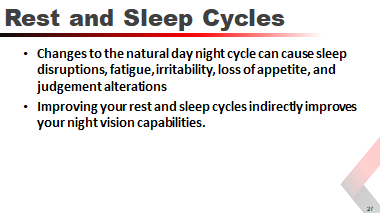 Rest and Sleep Cycles
• Changes to the natural day night cycle can cause sleep
disruptions, fatigue, irritability, loss of appetite, and
judgement alterations
• Improving your rest and sleep cycles indirectly improves
your night vision capabilities.
27